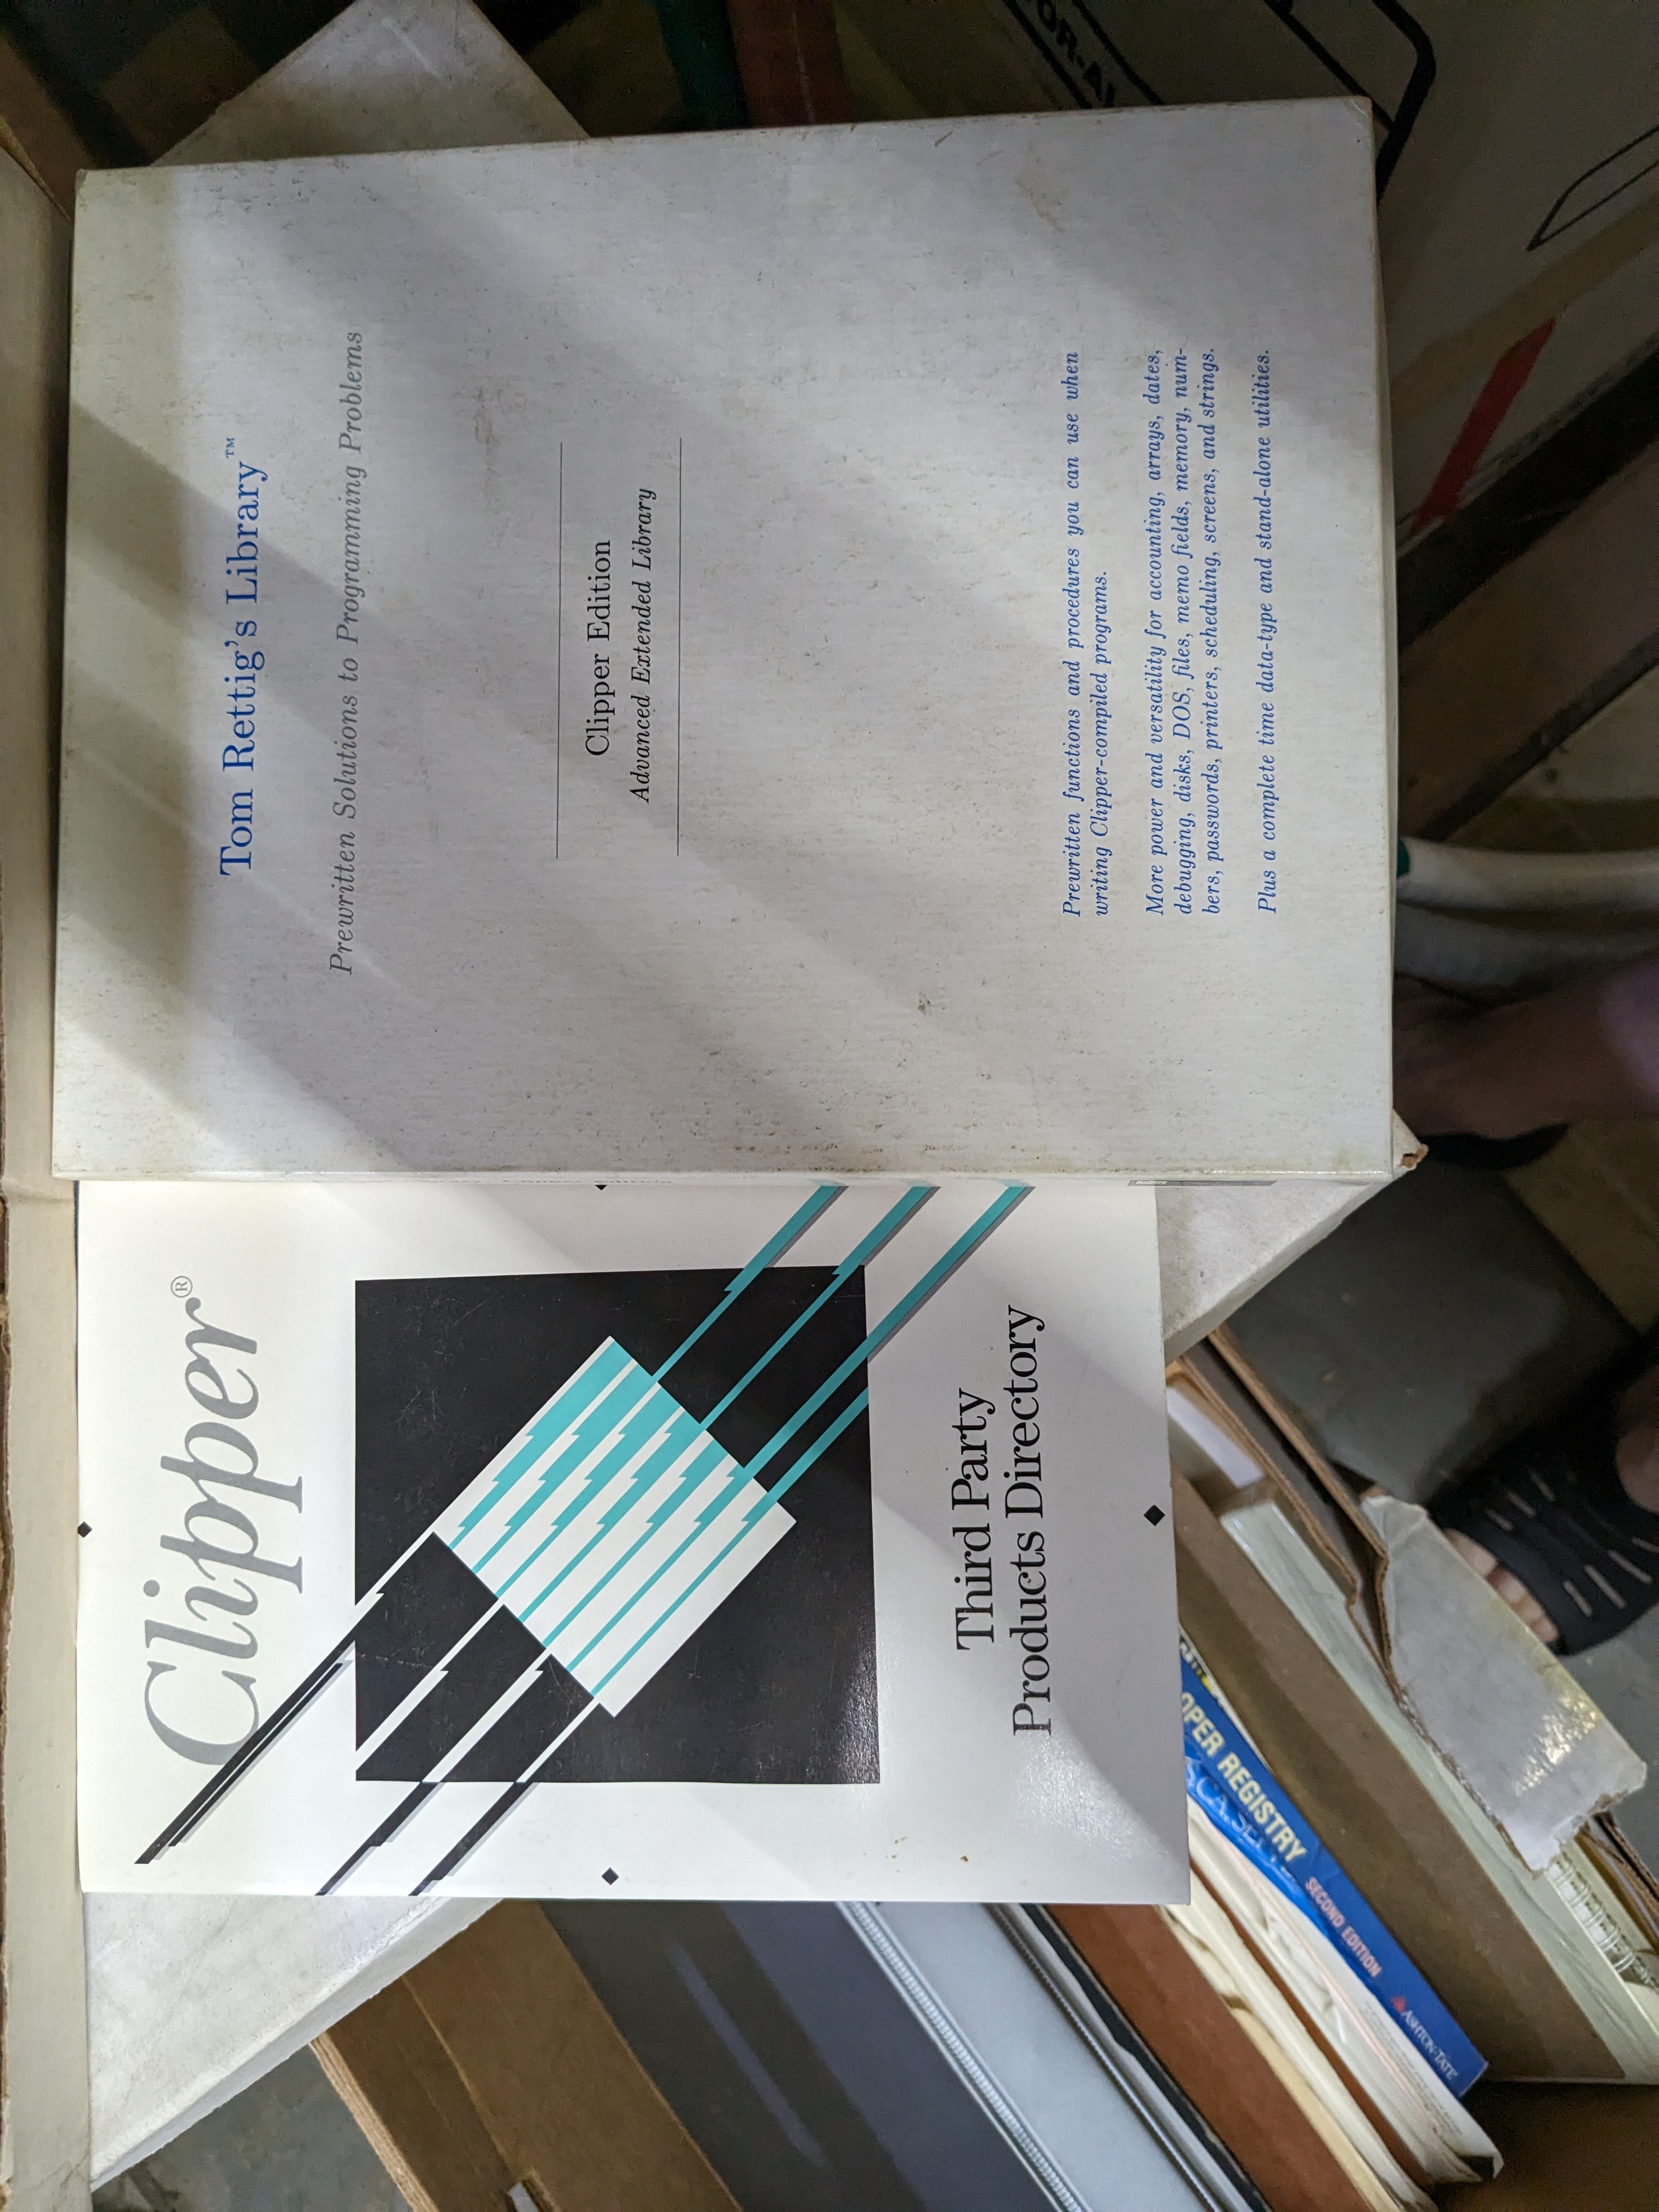 Tom Rettig's Library™
Prewritten Solutions to Programming Problems
Clipper Edition
Advanced Extended Library
Prewritten functions and procedures you can use when
writing Clipper-compiled programs.
More power and versatility for accounting, arrays, dates,
debugging, disks, DOS, files, memo fields, memory, num-
bers, passwords, printers, scheduling, screens, and strings.
Plus a complete time data-type and stand-alone utilities.
Clipper®
Third Party
Products Directory
OPER REGISTRY
SECOND EDITION
ASHTON·TATE